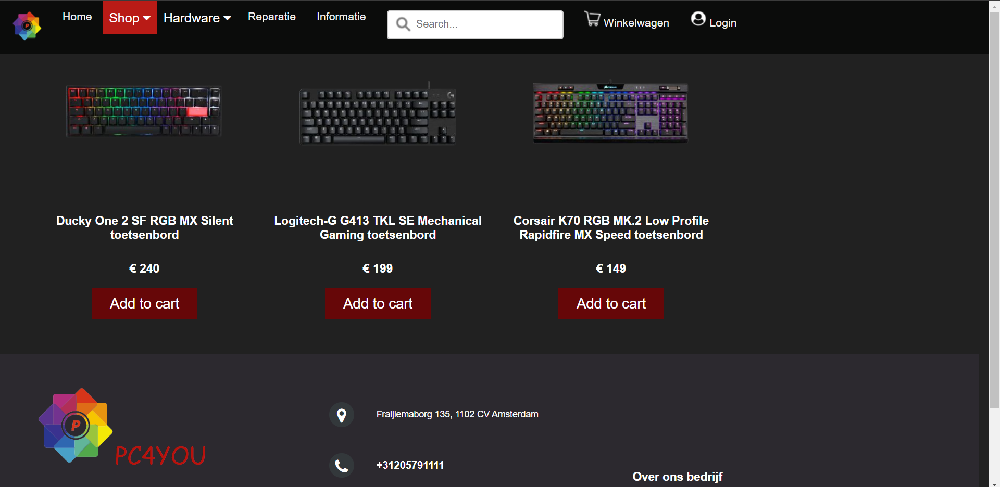 Home
Shop
Hardware
Reparatie
Informatie
Search...
Winkelwagen
Login
P
Ducky One 2 SF RGB MX Silent
toetsenbord
€ 240
Add to cart
Logitech-G G413 TKL SE Mechanical
Gaming toetsenbord
€ 199
Add to cart
Corsair K70 RGB MK.2 Low Profile
Rapidfire MX Speed toetsenbord
€ 149
Add to cart
P
PC4YOU
Fraijlemaborg 135, 1102 CV Amsterdam
+31205791111
Over ons bedrijf